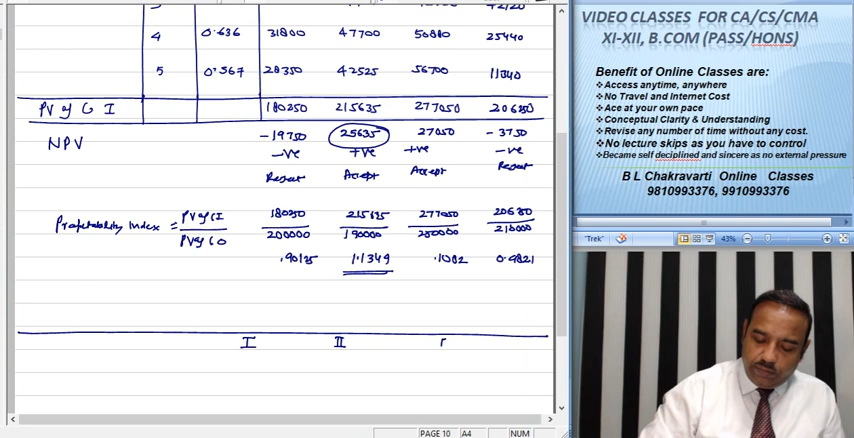 4 0.636 31800 47700 50880 25440
5 0.567 28350 42525 56700 11340
PV of C I 180250 215635 277050 206250
NPV -19750 25635 27050 -3750
-ve +ve +ve -ve
Reject Accept Accept Reject
Profitability Index = PV of CI / PV of CO 180250 / 200000 215635 / 190000 277050 / 250000 / 210000
.90125 1.1349 .1082 0.9821
I II
PAGE 10 A4 NUM
VIDEO CLASSES FOR CA/CS/CMA
XI-XII, B.COM (PASS/HONS)
Benefit of Online Classes are:
Access anytime, anywhere
No Travel and Internet Cost
Ace at your own pace
Conceptual Clarity & Understanding
Revise any number of time without any cost.
No lecture skips as you have to control
Became self deciplined and sincere as no external pressure
B L Chakravarti Online Classes
9810993376, 9910993376
"Trek" 43%